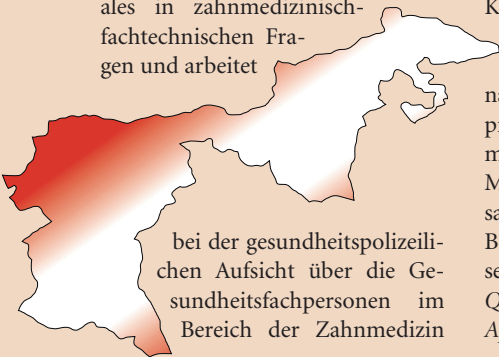 ales in zahnmedizinisch-
fachtechnischen Fra-
gen und arbeitet
bei der gesundheitspolizeili-
chen Aufsicht über die Ge-
sundheitsfachpersonen im
Bereich der Zahnmedizin